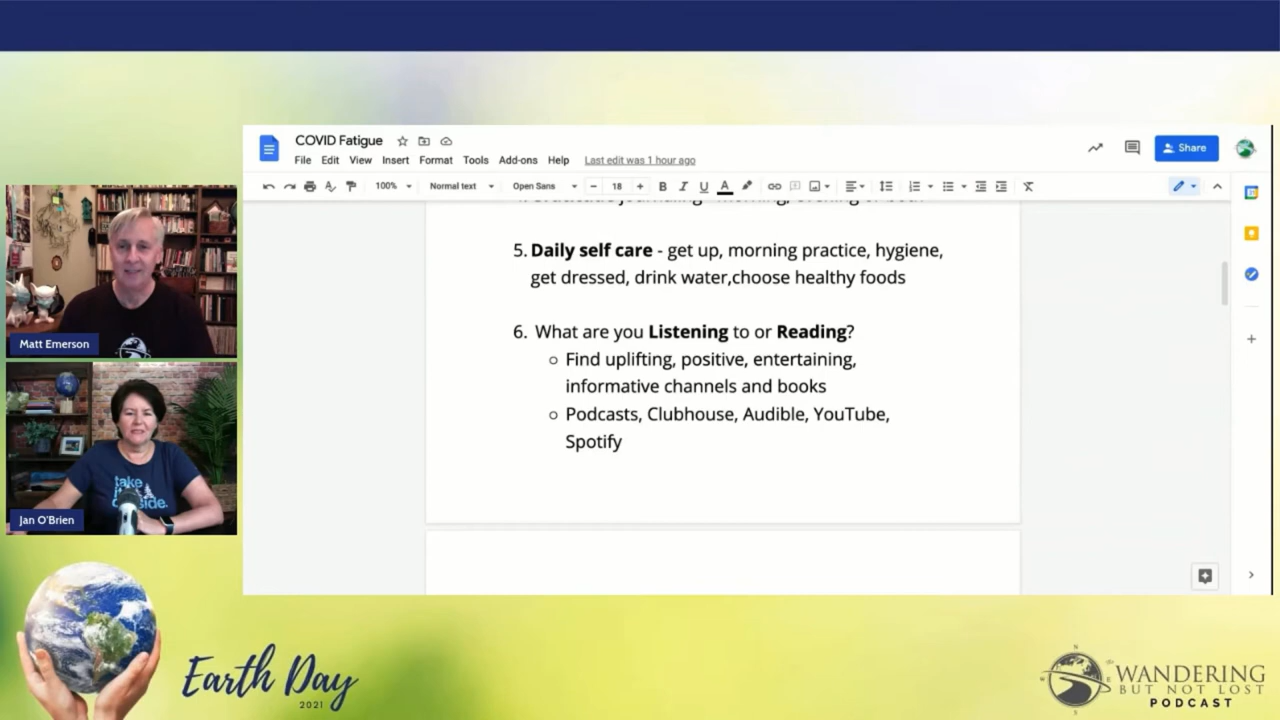 COVID Fatigue
File Edit View Insert Format Tools Add-ons Help Last edit was 1 hour ago
Share
100% Normal text Open Sans 18 B I U A
5. Daily self care - get up, morning practice, hygiene,
get dressed, drink water,choose healthy foods
6. What are you Listening to or Reading?
Find uplifting, positive, entertaining,
informative channels and books
Podcasts, Clubhouse, Audible, YouTube,
Spotify
Matt Emerson
take
side.
Jan O'Brien
Earth Day
2021
the
WANDERING
BUT NOT LOST
PODCAST